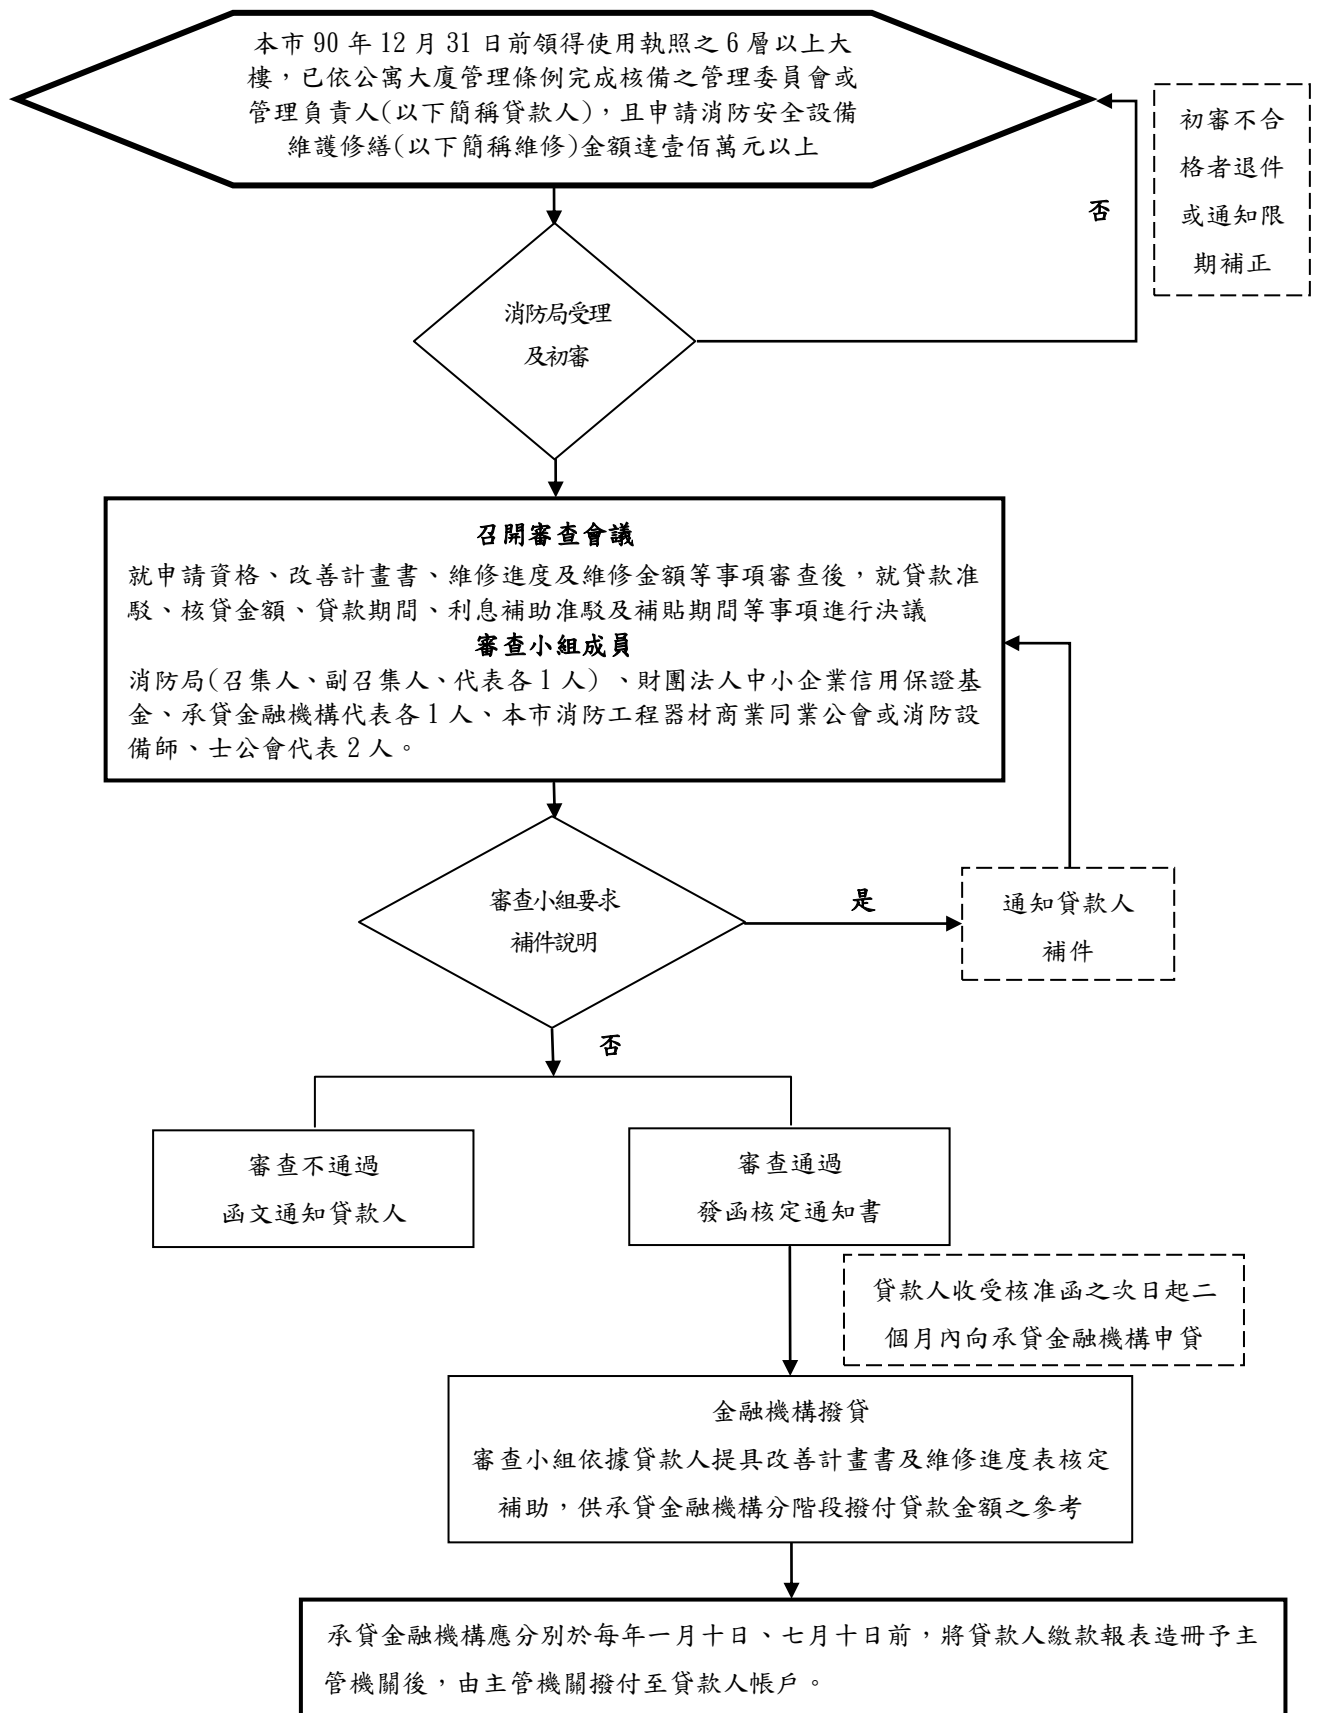 本市 90 年 12 月 31 日前領得使用執照之 6 層以上大
樓，已依公寓大廈管理條例完成核備之管理委員會或
管理負責人(以下簡稱貸款人)，且申請消防安全設備
維護修繕(以下簡稱維修)金額達壹佰萬元以上
初審不合
格者退件
或通知限
期補正
否
消防局受理
及初審
召開審查會議
就申請資格、改善計畫書、維修進度及維修金額等事項審查後，就貸款准
駁、核貸金額、貸款期間、利息補助准駁及補貼期間等事項進行決議
審查小組成員
消防局(召集人、副召集人、代表各 1 人)、財團法人中小企業信用保證基
金、承貸金融機構代表各 1 人、本市消防工程器材商業同業公會或消防設
備師、士公會代表 2 人。
審查小組要求
補件說明
是
通知貸款人
補件
否
審查不通過
函文通知貸款人
審查通過
發函核定通知書
貸款人收受核准函之次日起二
個月內向承貸金融機構申貸
金融機構撥貸
審查小組依據貸款人提具改善計畫書及維修進度表核定
補助，供承貸金融機構分階段撥付貸款金額之參考
承貸金融機構應分別於每年一月十日、七月十日前，將貸款人繳款報表造冊予主
管機關後，由主管機關撥付至貸款人帳戶。